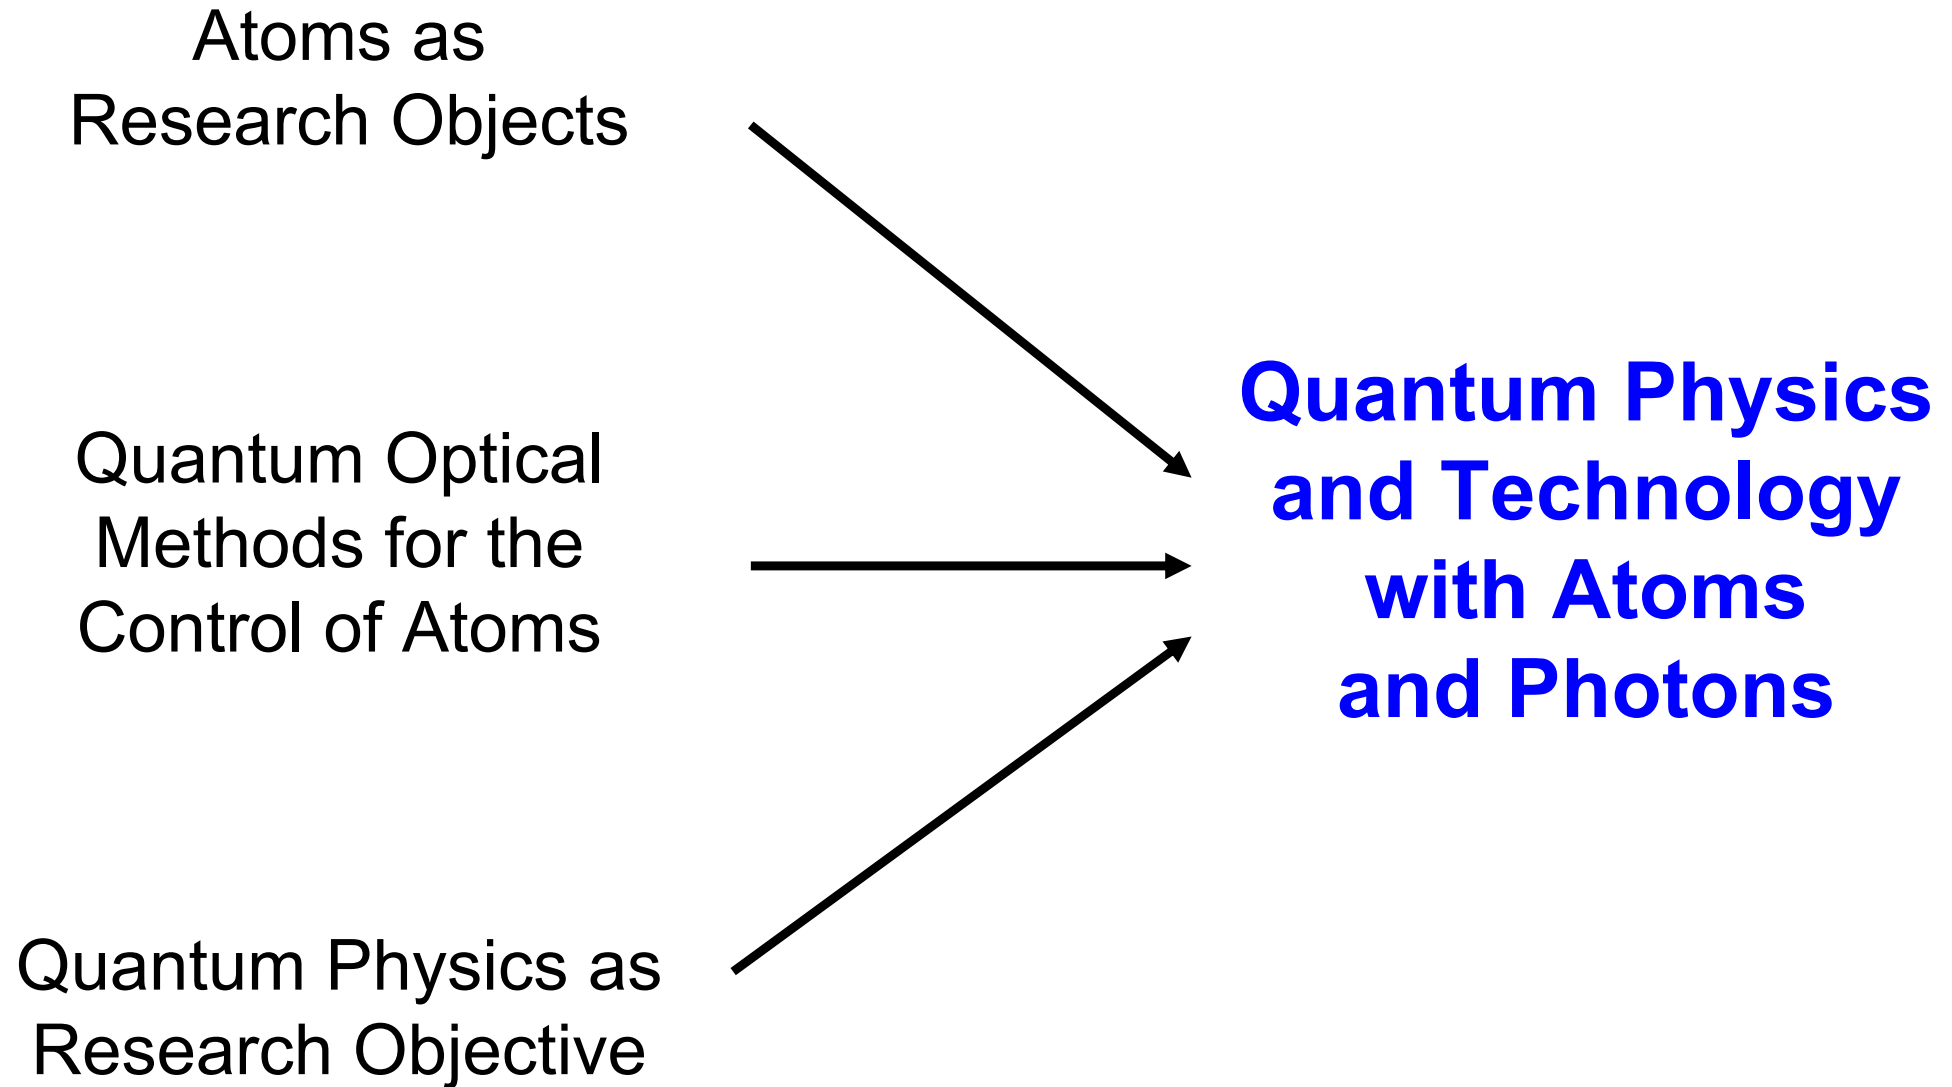 Atoms as
Research Objects
Quantum Optical
Methods for the
Control of Atoms
Quantum Physics as
Research Objective
Quantum Physics
and Technology
with Atoms
and Photons